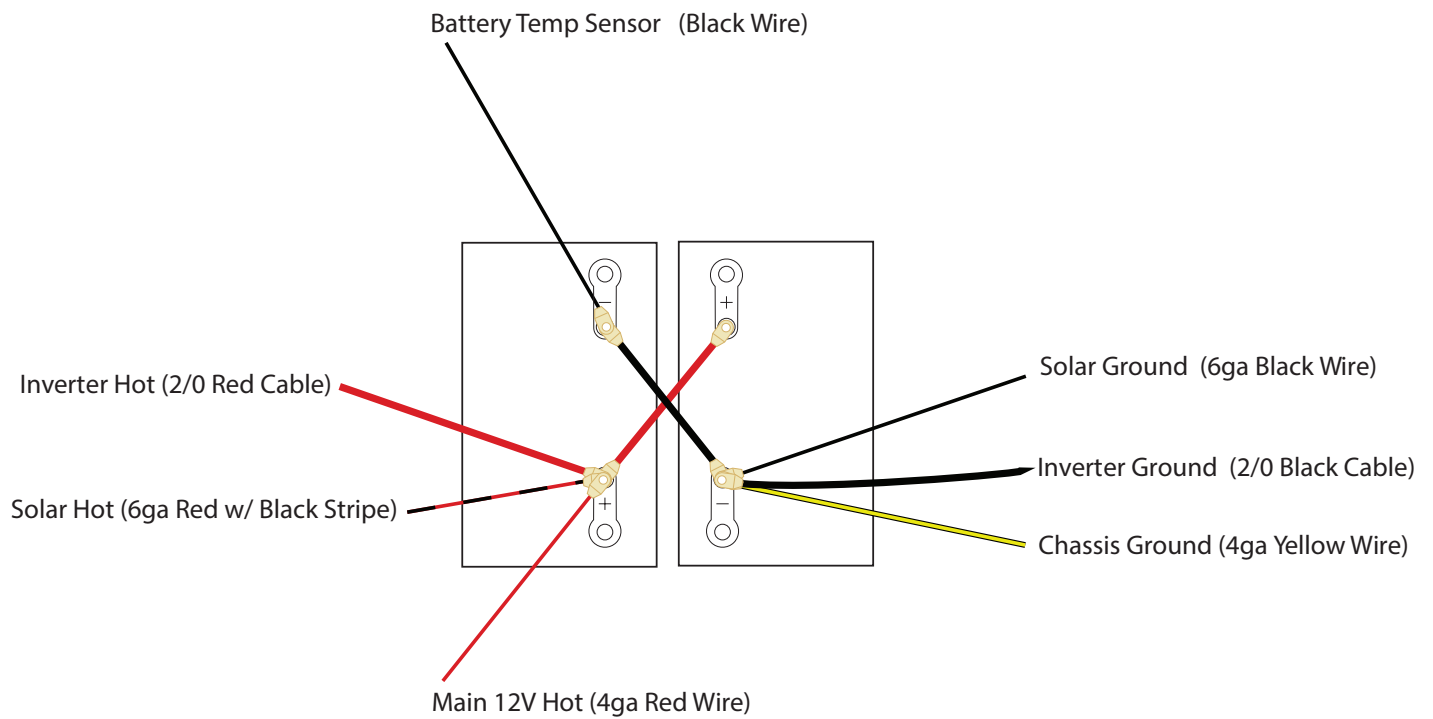 Battery Temp Sensor (Black Wire)
− +
Solar Ground (6ga Black Wire)
Inverter Hot (2/0 Red Cable)
Inverter Ground (2/0 Black Cable)
Solar Hot (6ga Red w/ Black Stripe)
+ −
Chassis Ground (4ga Yellow Wire)
Main 12V Hot (4ga Red Wire)